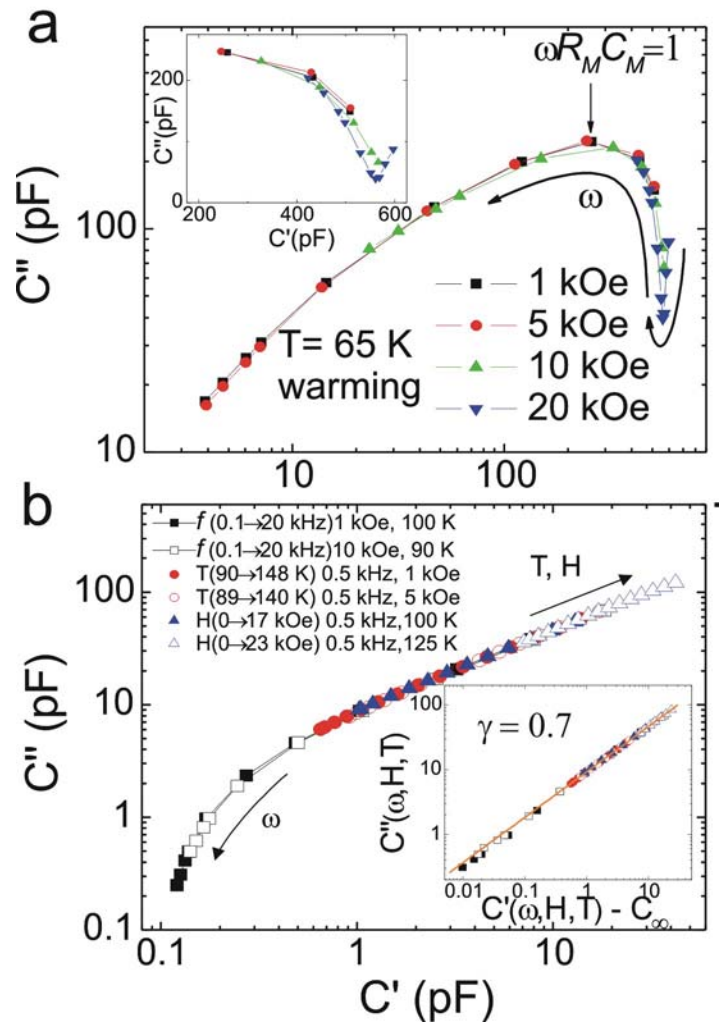 a
ωR_M C_M=1
C''(pF)
200
0
200 400 600
C'(pF)
C'' (pF)
100
10
ω
T= 65 K
warming
1 kOe
5 kOe
10 kOe
20 kOe
10 100
b
f (0.1→20 kHz)1 kOe, 100 K
f (0.1→20 kHz)10 kOe, 90 K
T(90→148 K) 0.5 kHz, 1 kOe
T(89→140 K) 0.5 kHz, 5 kOe
H(0→17 kOe) 0.5 kHz,100 K
H(0→23 kOe) 0.5 kHz,125 K
T, H
C'' (pF)
100
10
1
0.1
ω
γ = 0.7
C''(ω,H,T)
100
10
1
0.01 0.1 1 10
C'(ω,H,T) - C∞
0.1 1 10 100
C' (pF)